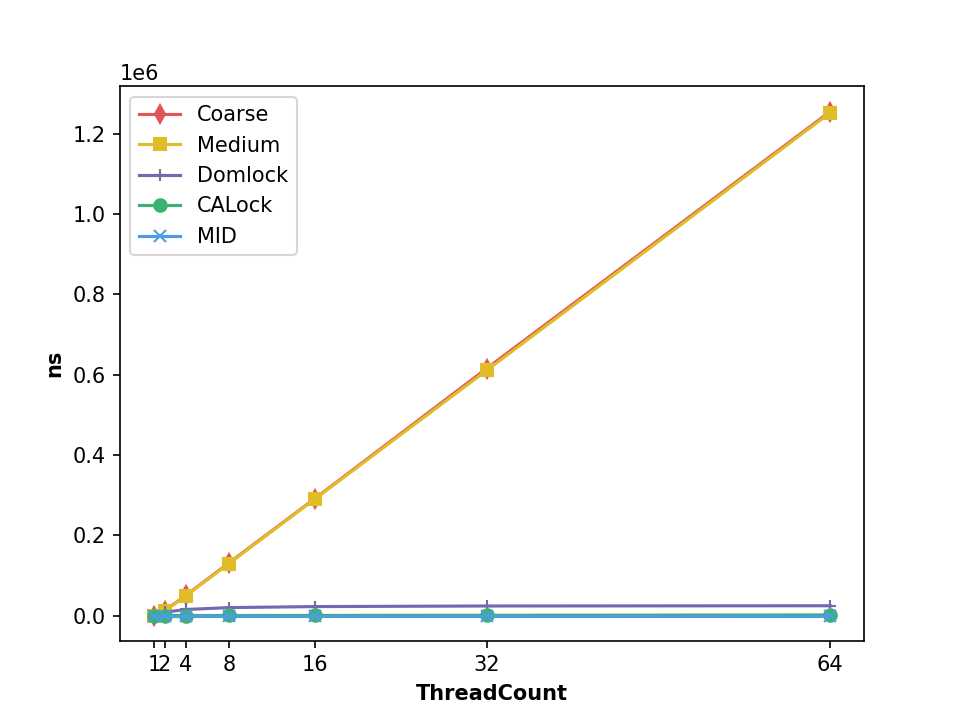 1e6
Coarse
Medium
Domlock
CALock
MID
1.2
1.0
0.8
0.6
0.4
0.2
0.0
ns
1 2 4 8 16 32 64
ThreadCount